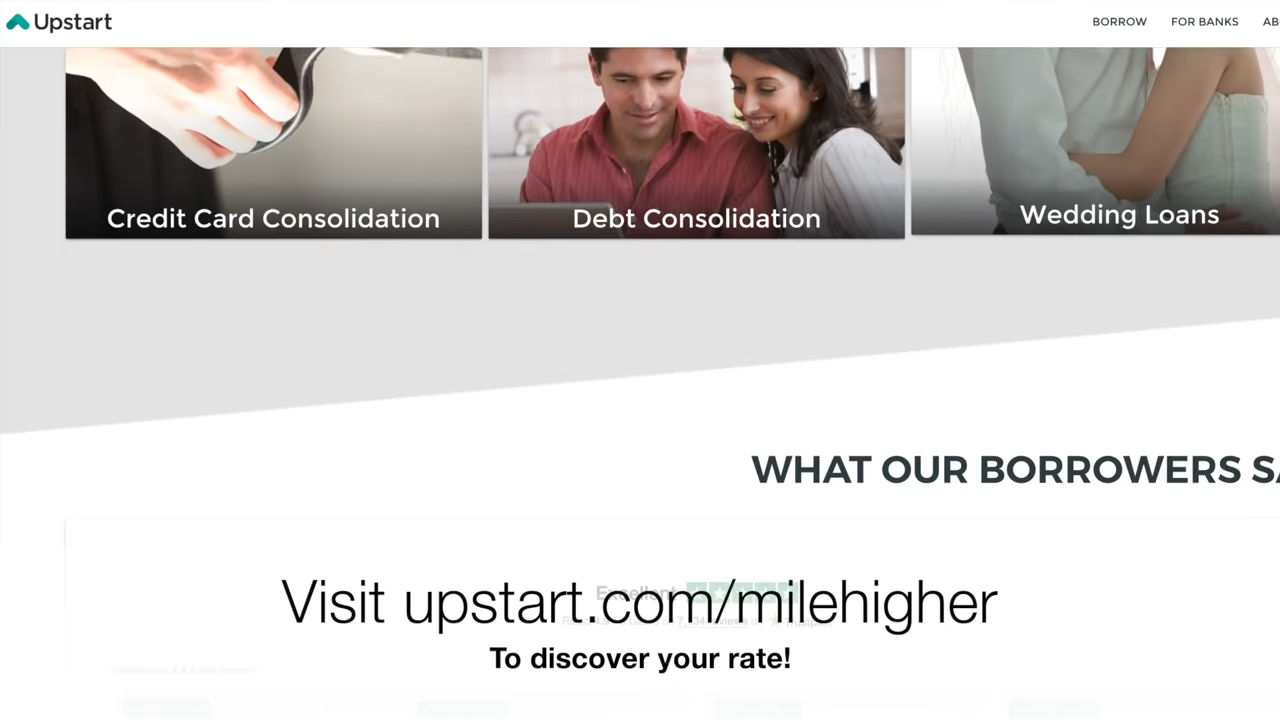 Upstart
BORROW FOR BANKS AB
Credit Card Consolidation
Debt Consolidation
Wedding Loans
WHAT OUR BORROWERS SA
Excellent
Visit upstart.com/milehigher
To discover your rate!